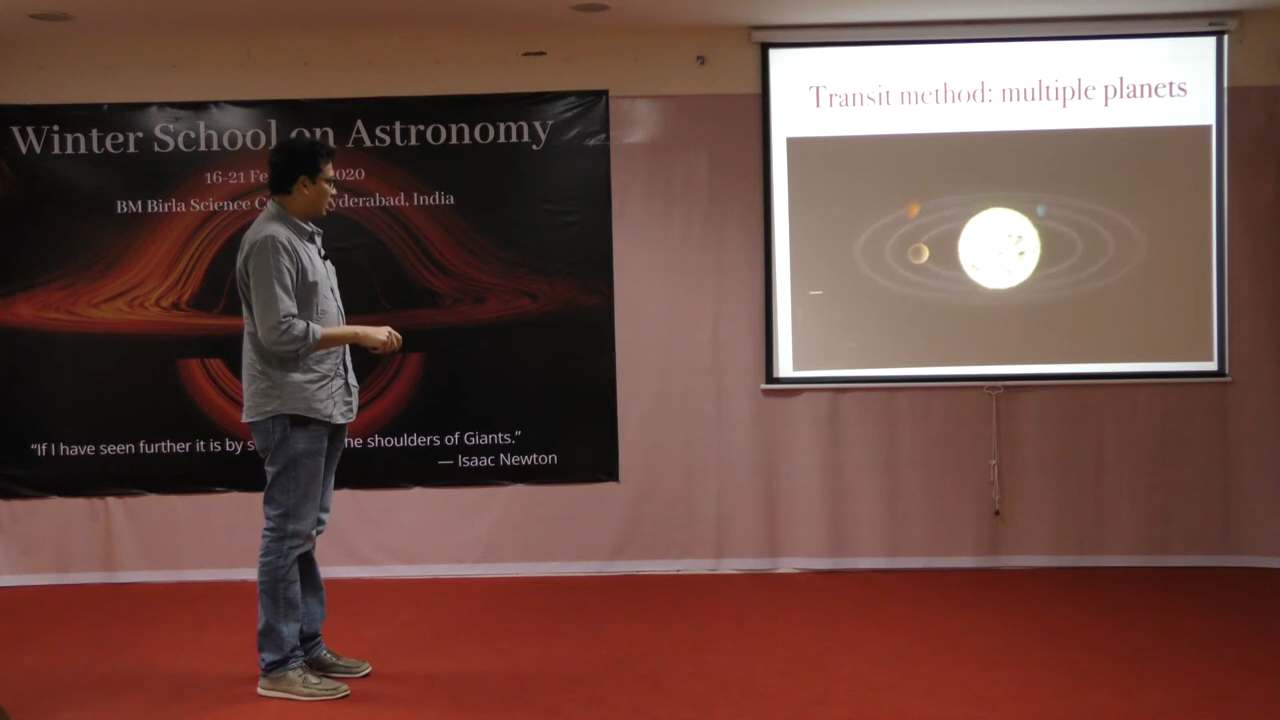 Winter School on Astronomy
16-21 Fe 2020
BM Birla Science C yderabad, India
“If I have seen further it is by s ne shoulders of Giants.”
— Isaac Newton
Transit method: multiple planets